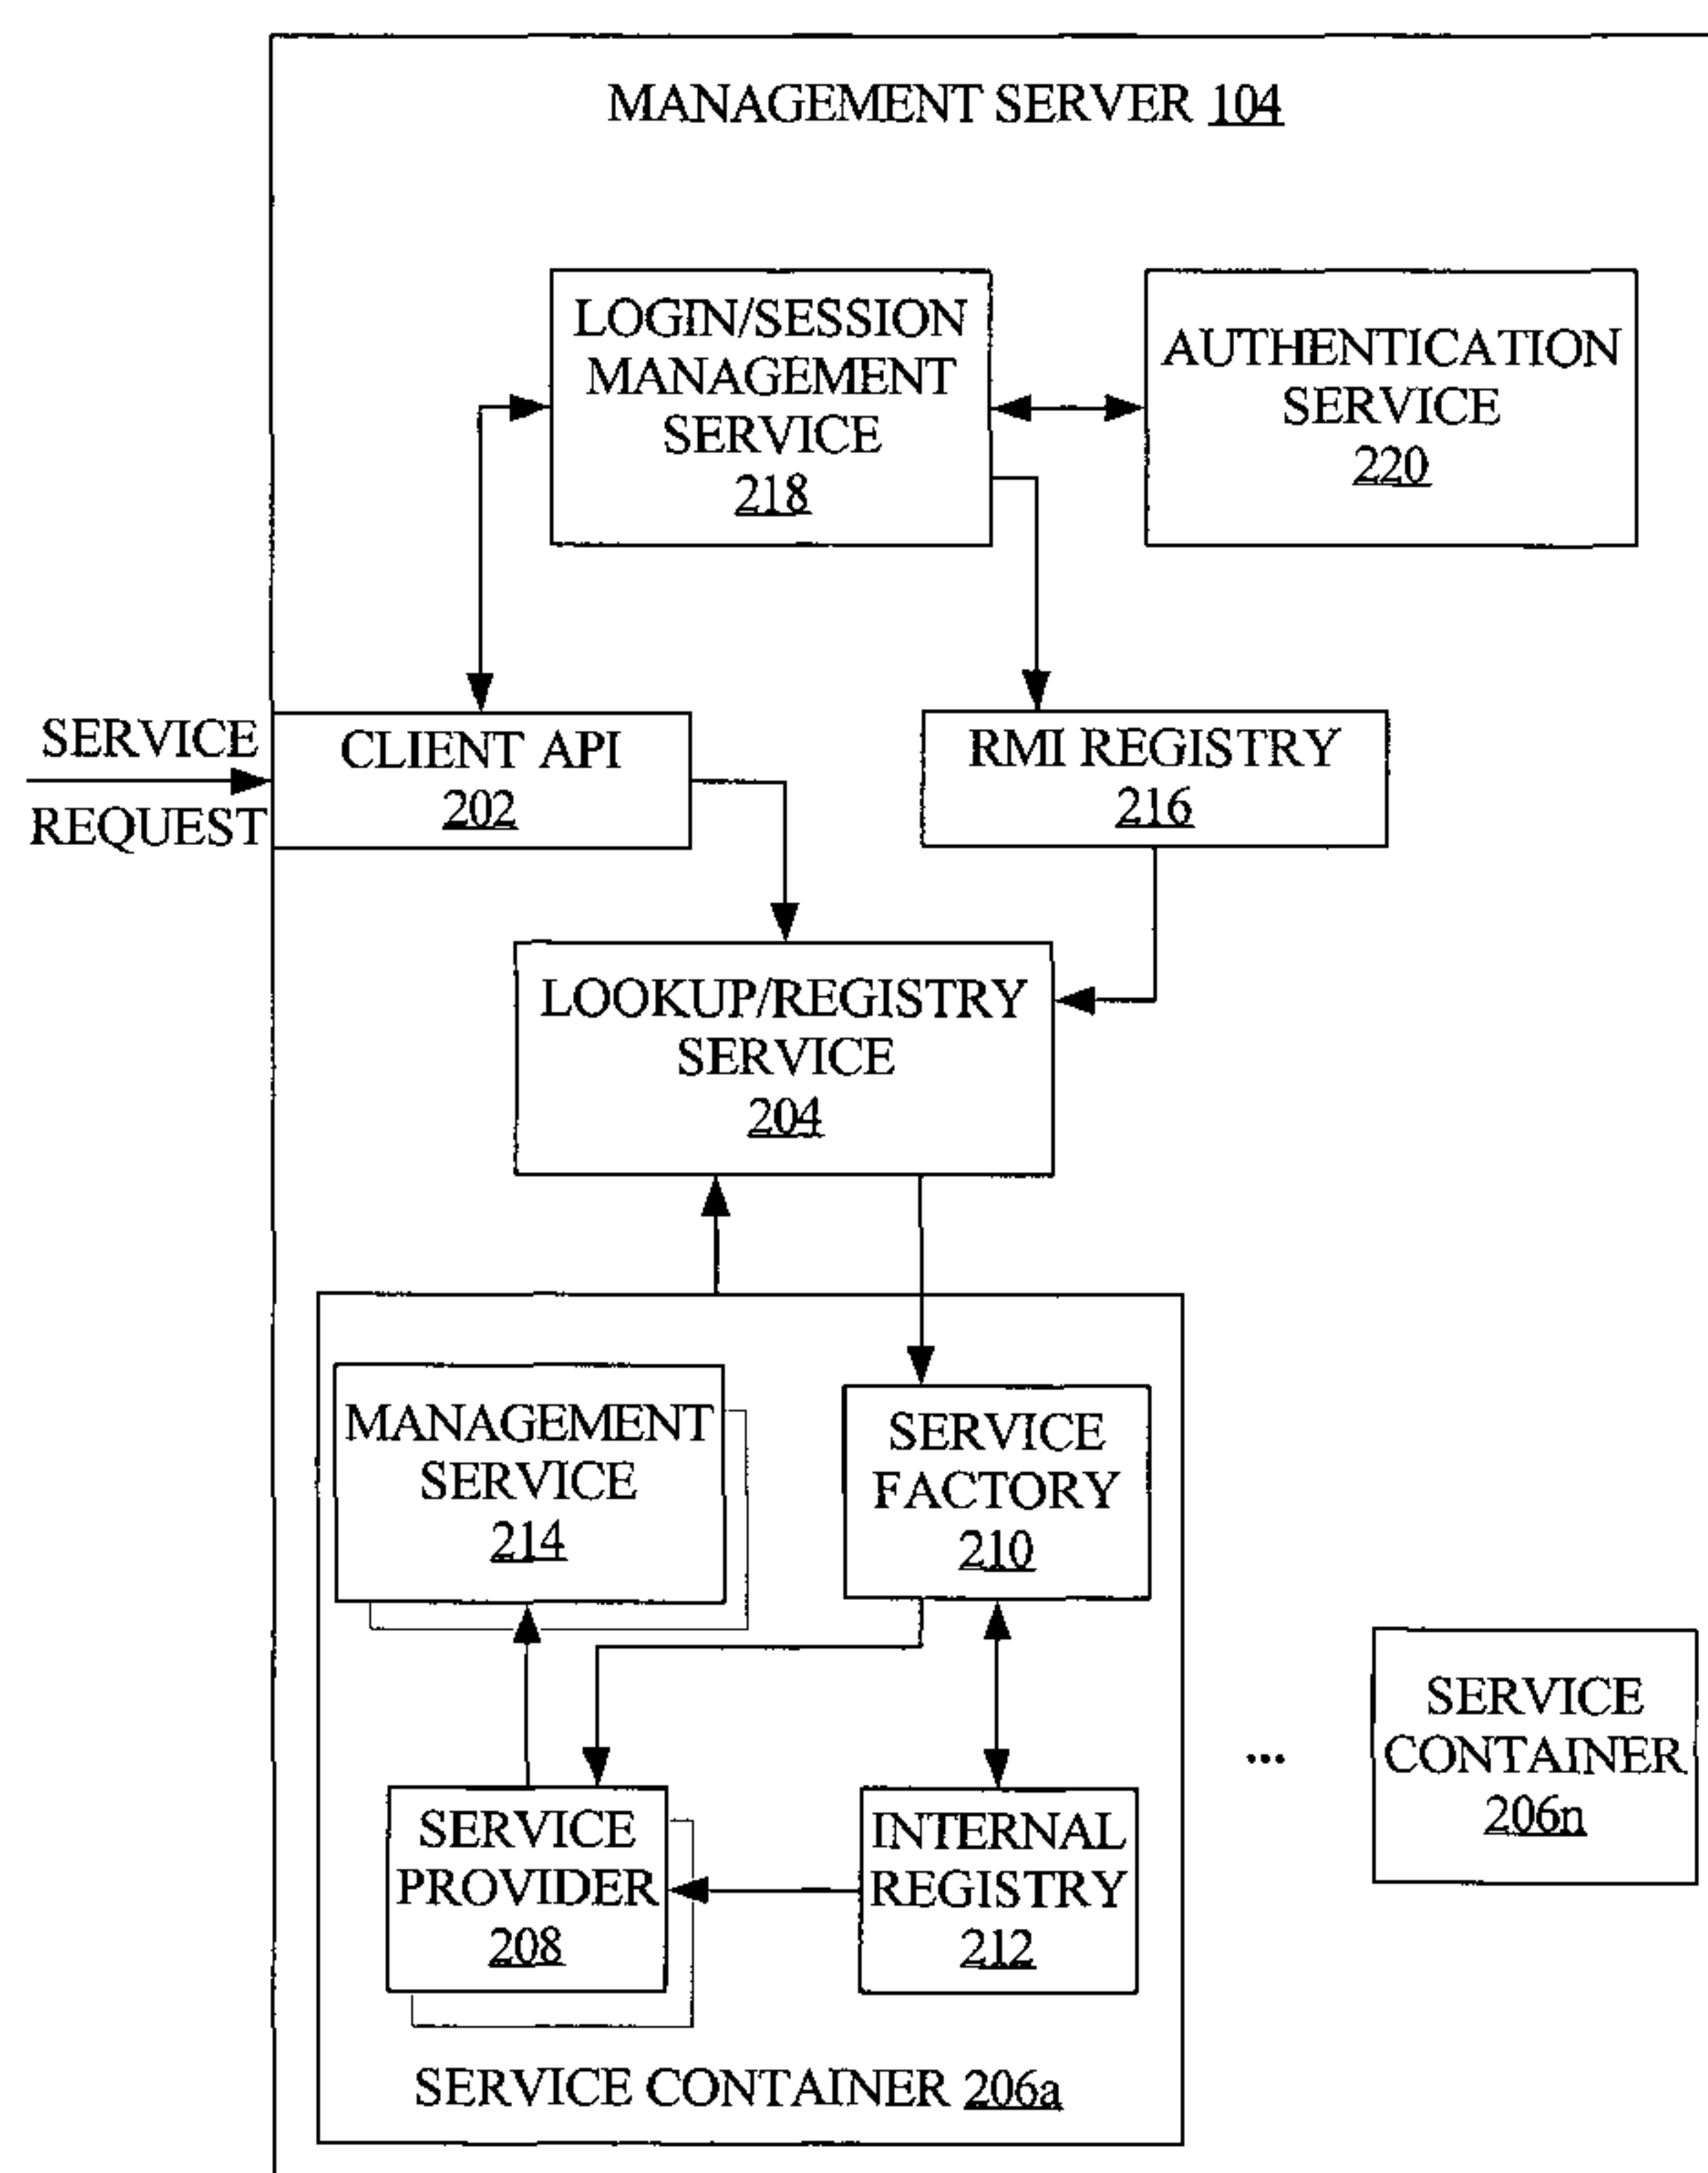 MANAGEMENT SERVER 104
LOGIN/SESSION
MANAGEMENT
SERVICE
218
AUTHENTICATION
SERVICE
220
SERVICE
REQUEST
CLIENT API
202
RMI REGISTRY
216
LOOKUP/REGISTRY
SERVICE
204
MANAGEMENT
SERVICE
214
SERVICE
FACTORY
210
SERVICE
PROVIDER
208
INTERNAL
REGISTRY
212
SERVICE CONTAINER 206a
...
SERVICE
CONTAINER
206n